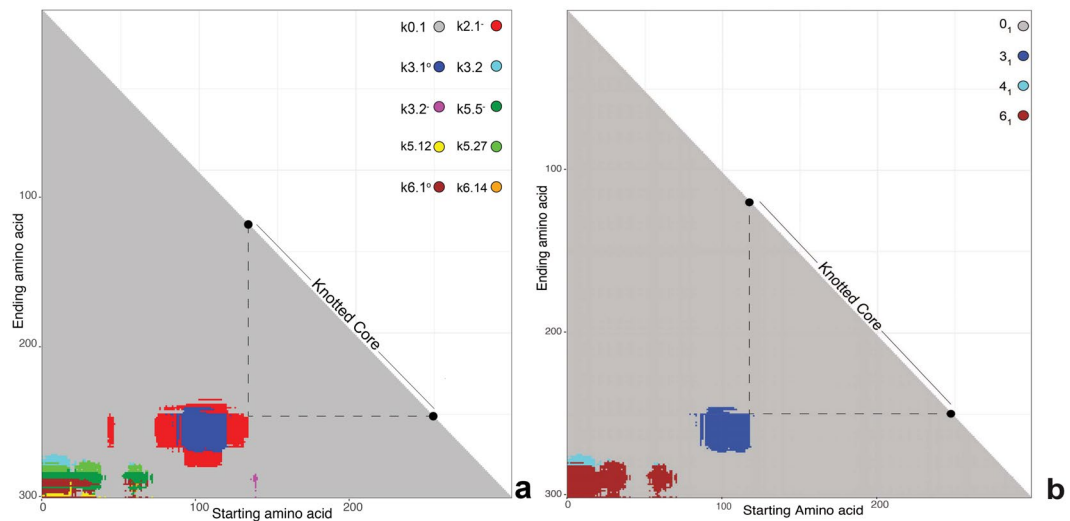 k0.1 k2.1⁻
k3.1° k3.2
k3.2⁻ k5.5⁻
k5.12 k5.27
k6.1° k6.14
100
200
300
Ending amino acid
Knotted Core
0 100 200
Starting amino acid
a
0₁
3₁
4₁
6₁
100
200
300
Ending amino acid
Knotted Core
0 100 200
Starting Amino acid
b